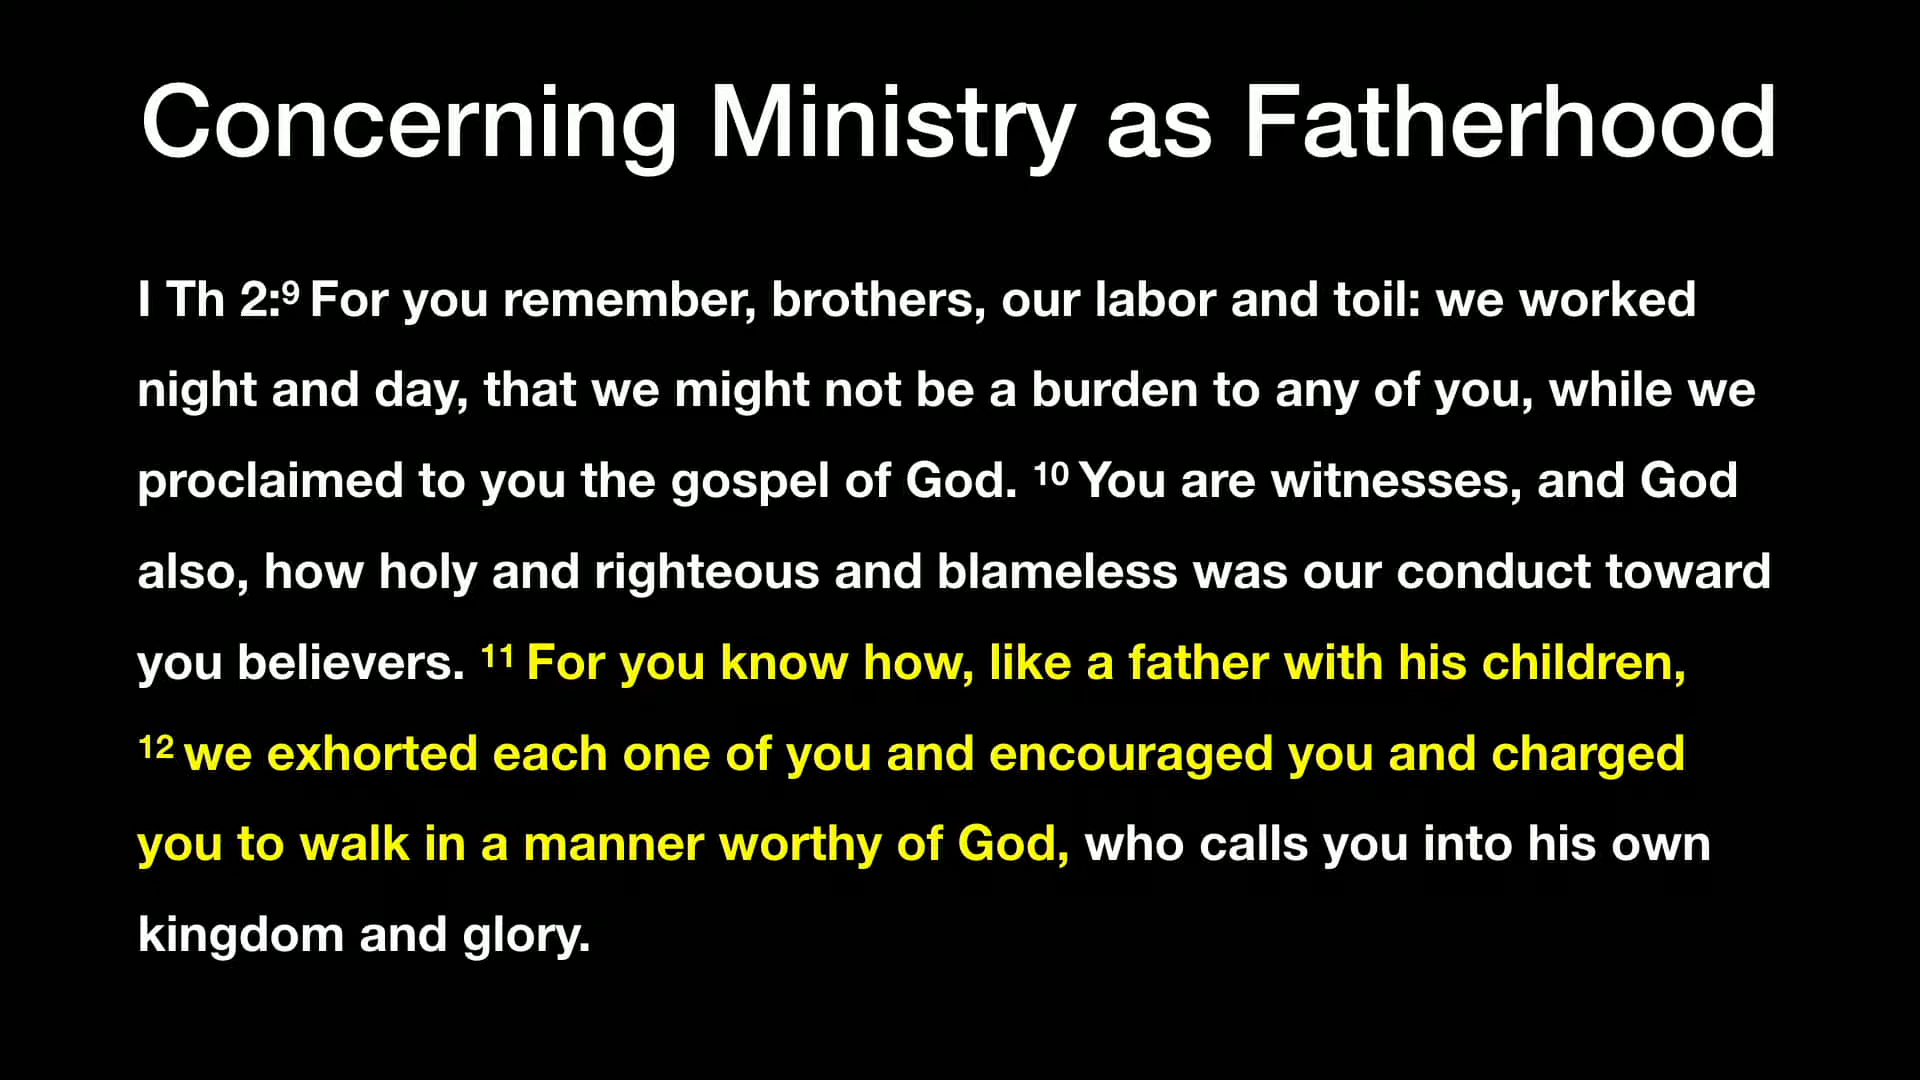 Concerning Ministry as Fatherhood
I Th 2:9 For you remember, brothers, our labor and toil: we worked
night and day, that we might not be a burden to any of you, while we
proclaimed to you the gospel of God. 10 You are witnesses, and God
also, how holy and righteous and blameless was our conduct toward
you believers. 11 For you know how, like a father with his children,
12 we exhorted each one of you and encouraged you and charged
you to walk in a manner worthy of God, who calls you into his own
kingdom and glory.